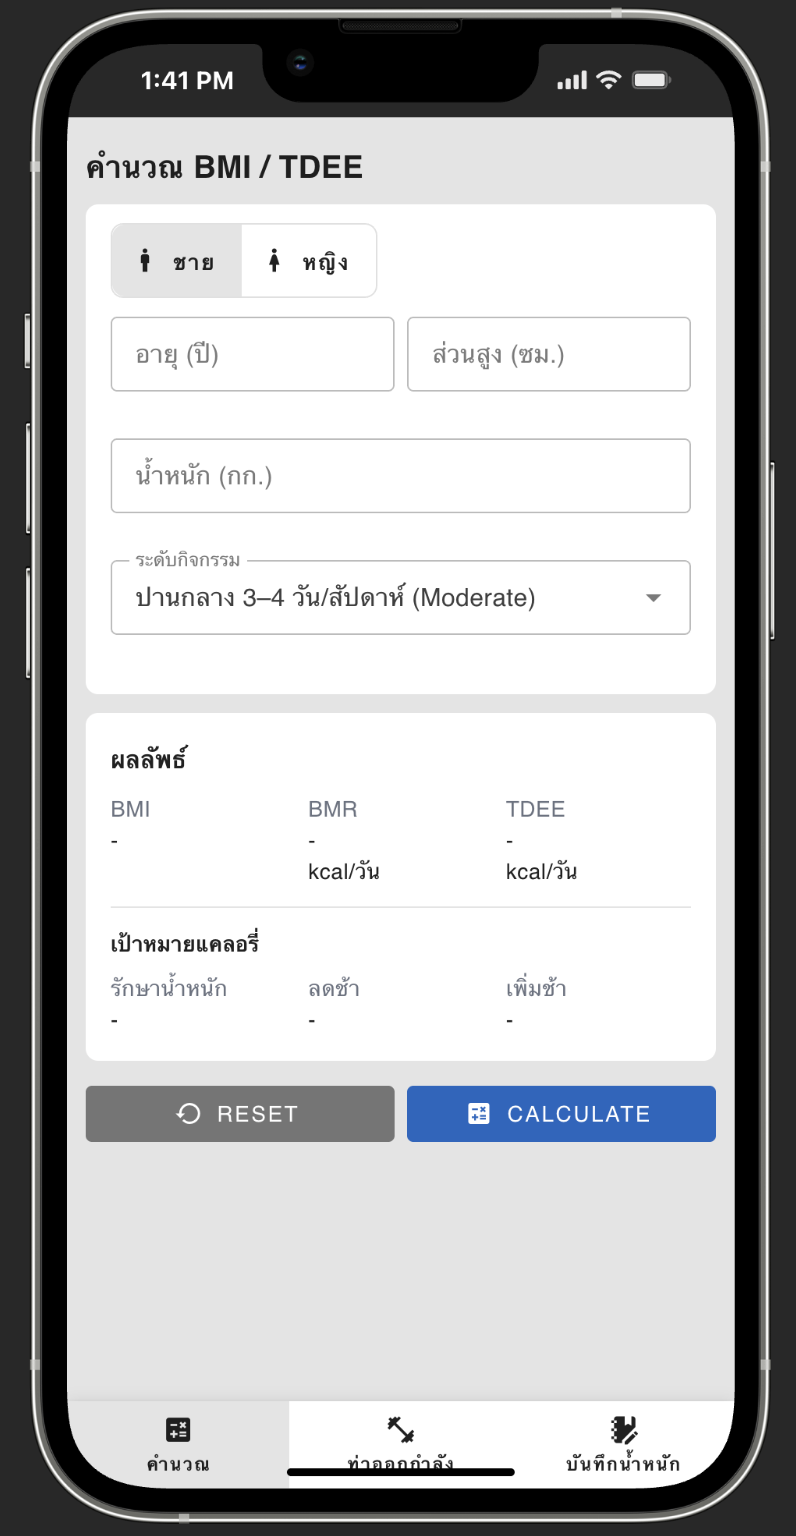 1:41 PM
คำนวณ BMI / TDEE
ชาย หญิง
อายุ (ปี) ส่วนสูง (ซม.)
น้ำหนัก (กก.)
ระดับกิจกรรม
ปานกลาง 3–4 วัน/สัปดาห์ (Moderate)
ผลลัพธ์
BMI BMR TDEE
- - -
kcal/วัน kcal/วัน
เป้าหมายแคลอรี่
รักษาน้ำหนัก ลดช้า เพิ่มช้า
- - -
RESET CALCULATE
คำนวณ ท่าออกกำลัง บันทึกน้ำหนัก